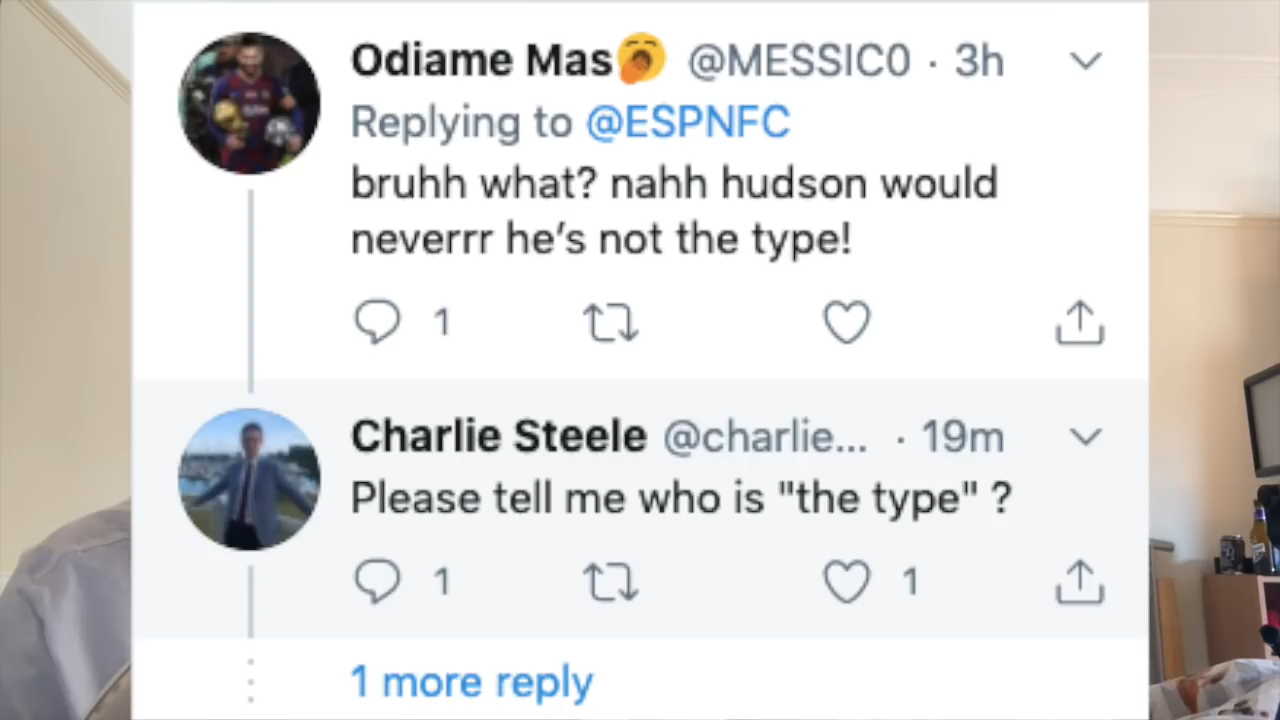 Odiame Mas🥱 @MESSIC0 · 3h
Replying to @ESPNFC
bruhh what? nahh hudson would
neverrr he's not the type!
1
Charlie Steele @charlie... · 19m
Please tell me who is "the type" ?
1 1
1 more reply